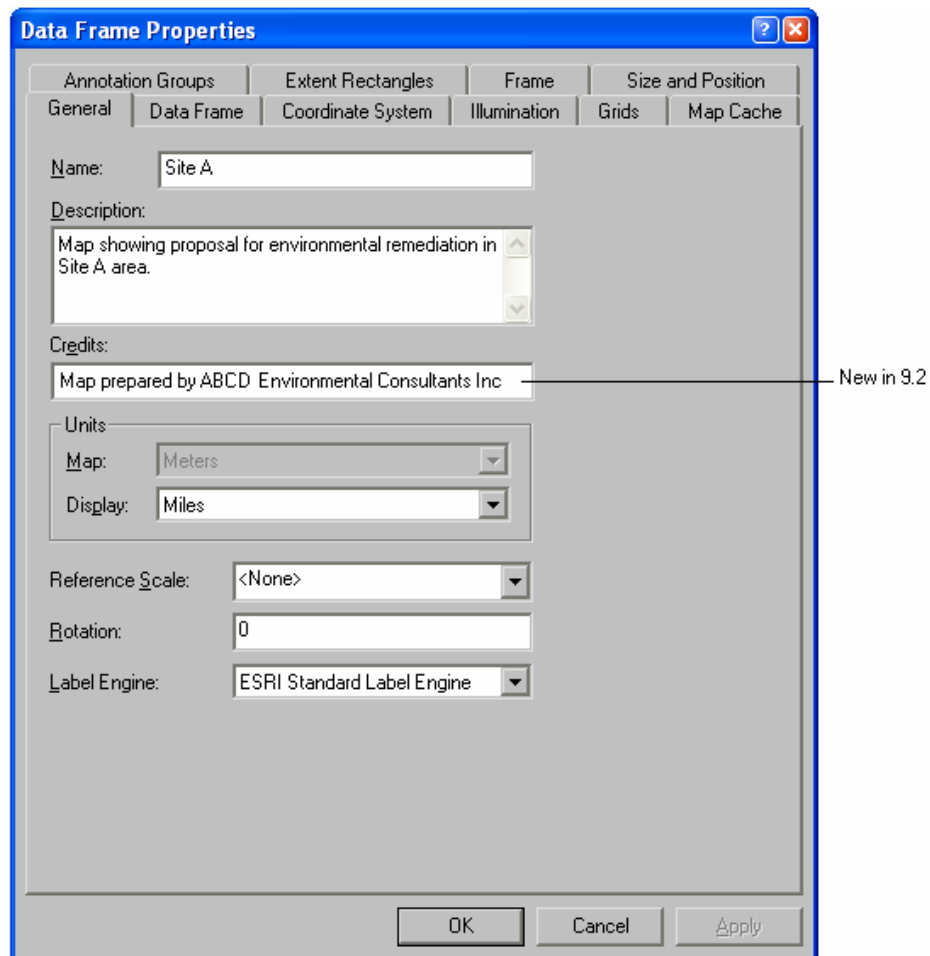 Data Frame Properties
Annotation Groups Extent Rectangles Frame Size and Position
General Data Frame Coordinate System Illumination Grids Map Cache
Name: Site A
Description:
Map showing proposal for environmental remediation in
Site A area.
Credits:
Map prepared by ABCD Environmental Consultants Inc
New in 9.2
Units
Map: Meters
Display: Miles
Reference Scale: <None>
Rotation: 0
Label Engine: ESRI Standard Label Engine
OK Cancel Apply